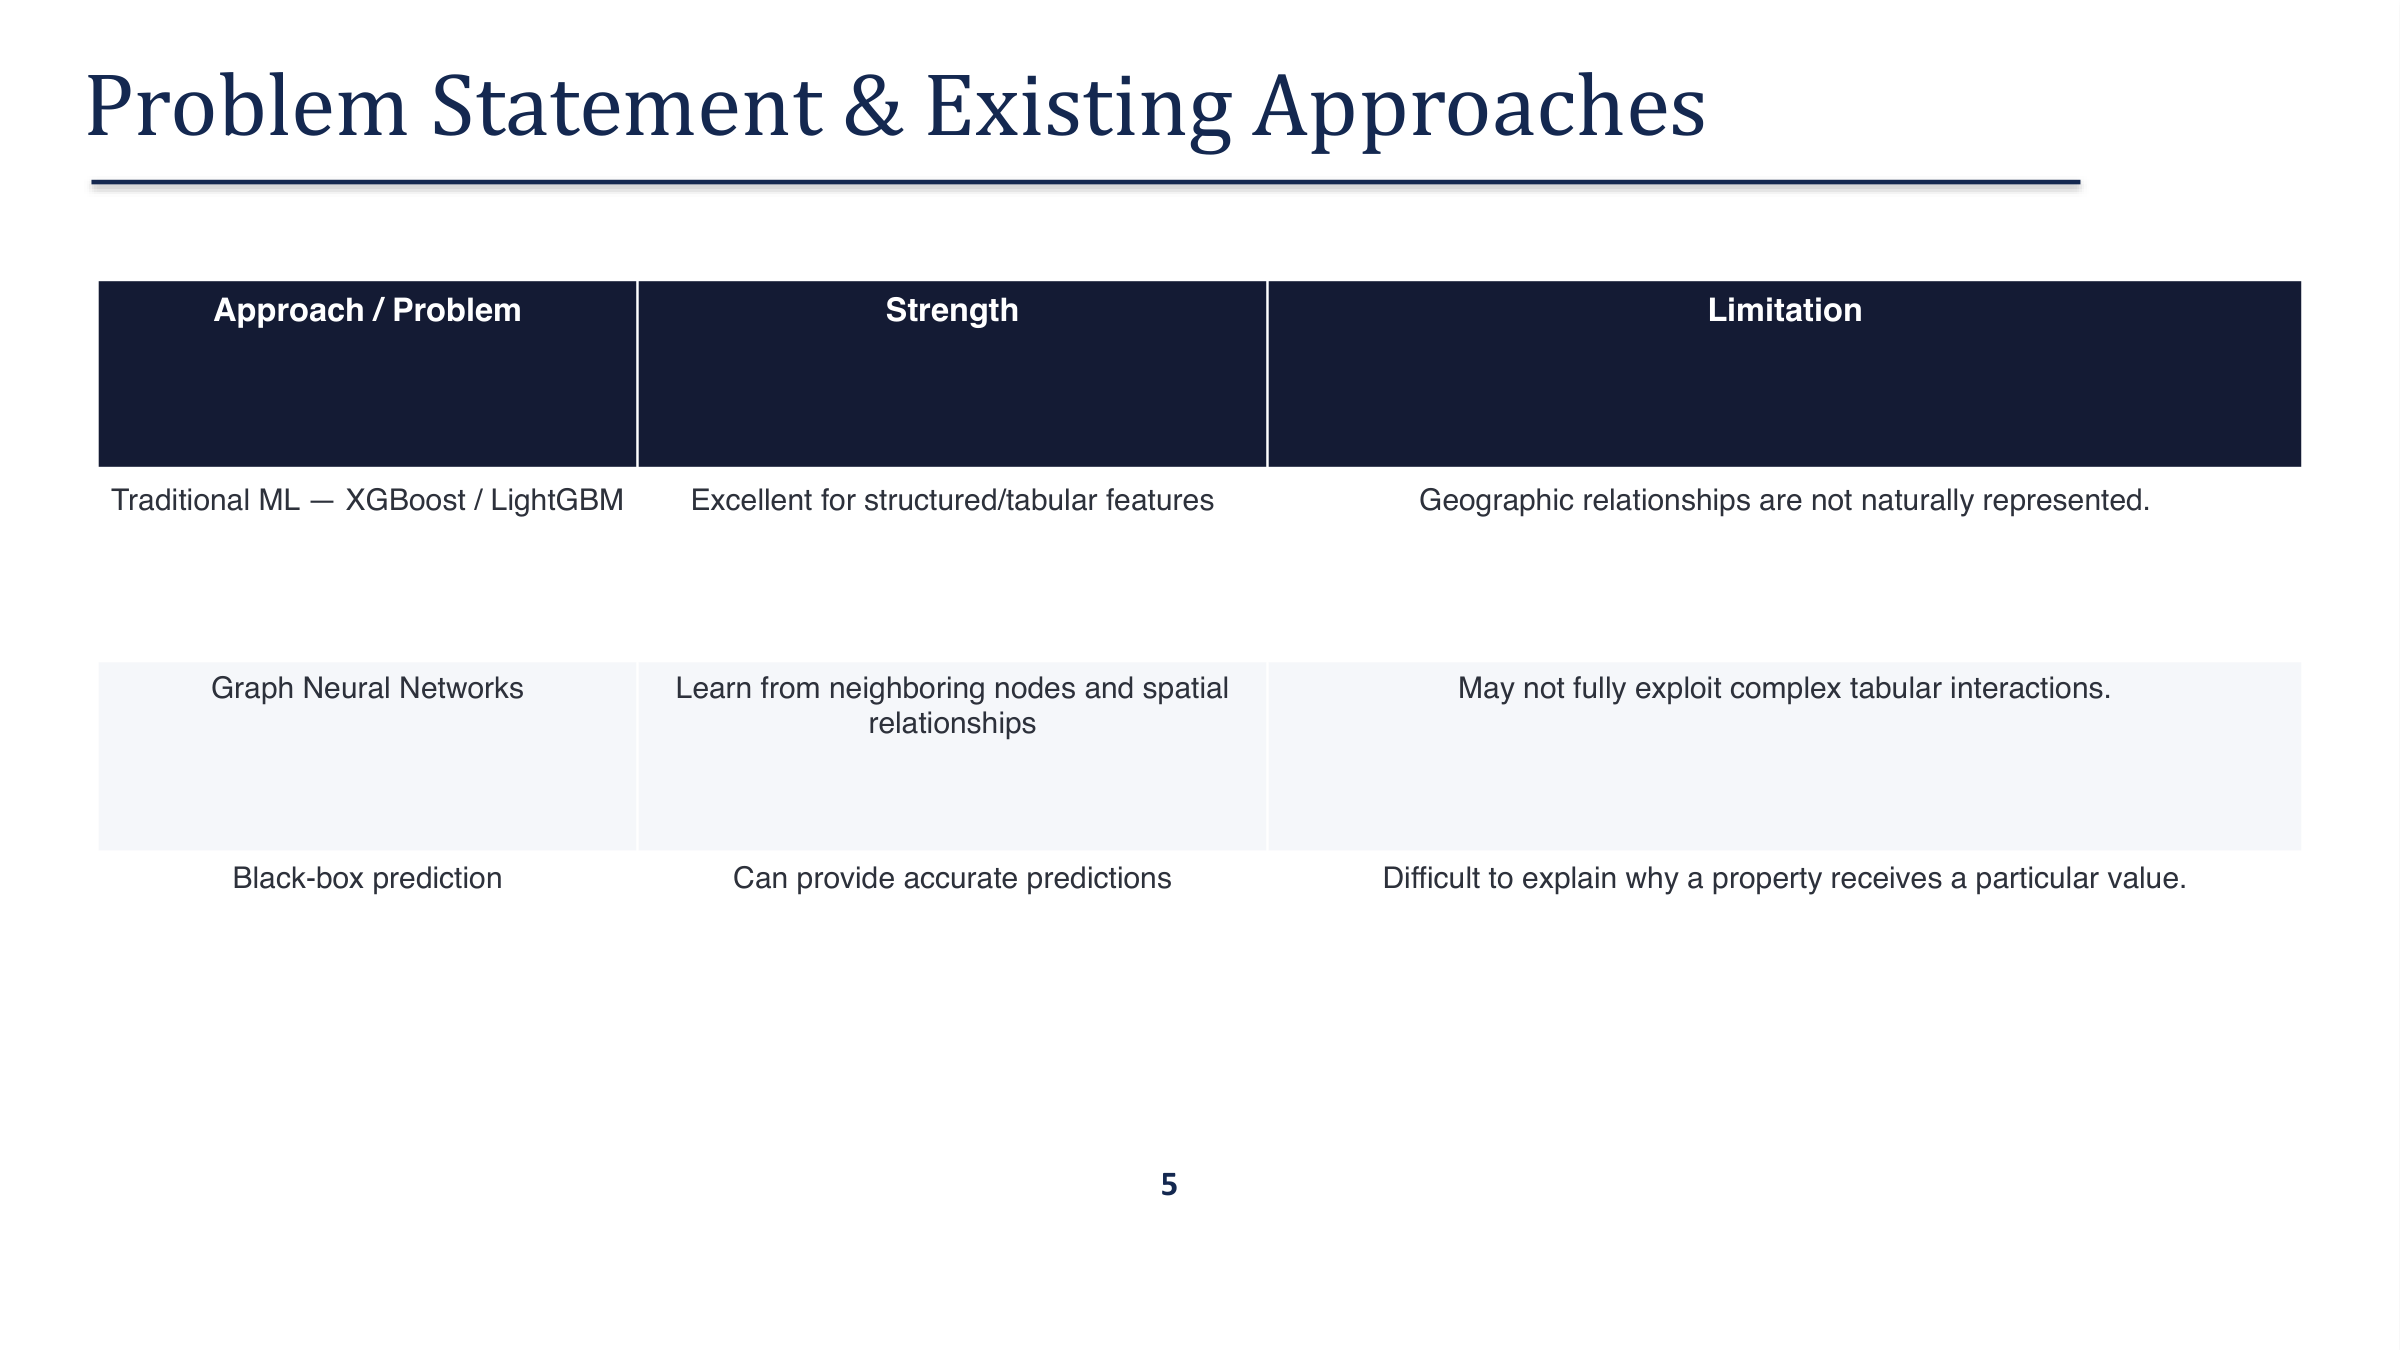 Problem Statement & Existing Approaches
Approach / Problem
Strength
Limitation
Traditional ML — XGBoost / LightGBM
Excellent for structured/tabular features
Geographic relationships are not naturally represented.
Graph Neural Networks
Learn from neighboring nodes and spatial
relationships
May not fully exploit complex tabular interactions.
Black-box prediction
Can provide accurate predictions
Difficult to explain why a property receives a particular value.
5